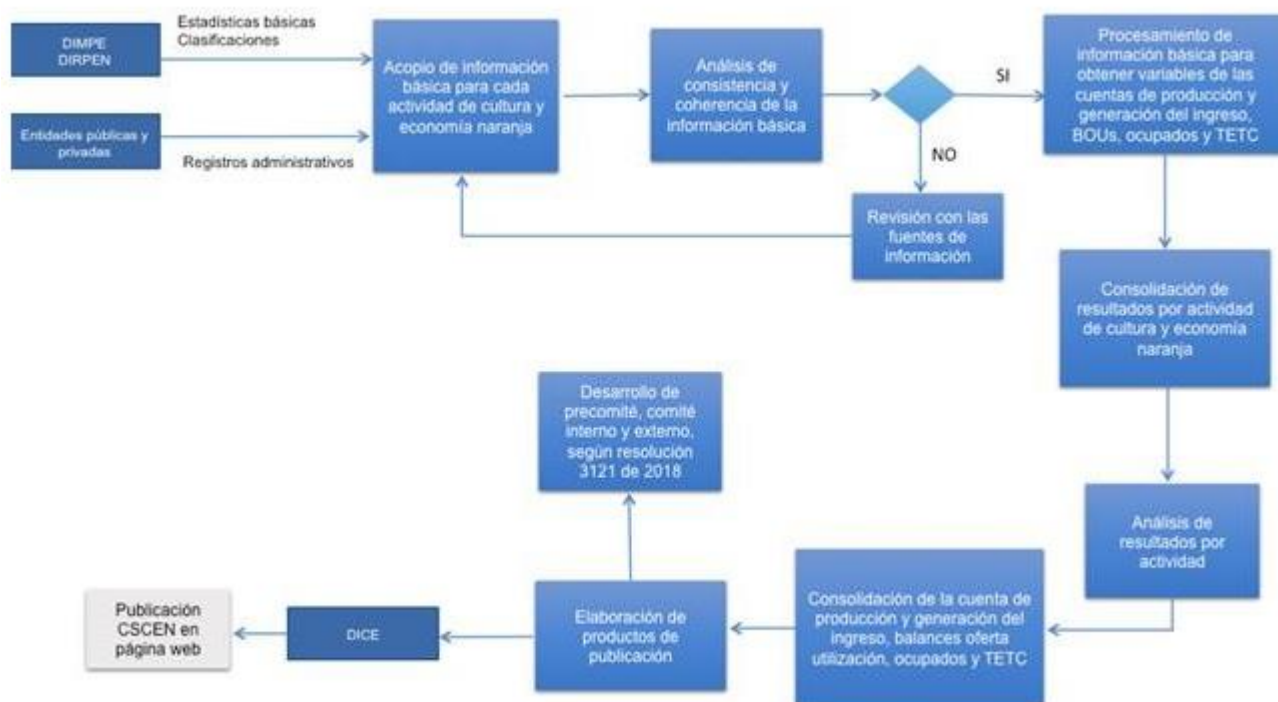 DIMPE
DIRPEN
Estadísticas básicas
Clasificaciones
Entidades públicas y
privadas
Registros administrativos
Acopio de información
básica para cada
actividad de cultura y
economía naranja
Análisis de
consistencia y
coherencia de la
información básica
SI
NO
Revisión con las
fuentes de
información
Procesamiento de
información básica para
obtener variables de las
cuentas de producción y
generación del ingreso,
BOUs, ocupados y TETC
Consolidación de
resultados por actividad
de cultura y economía
naranja
Análisis de
resultados por
actividad
Consolidación de la cuenta de
producción y generación del
ingreso, balances oferta
utilización, ocupados y TETC
Elaboración de
productos de
publicación
Desarrollo de
precomité, comité
interno y externo,
según resolución
3121 de 2018
DICE
Publicación
CSCEN en
página web